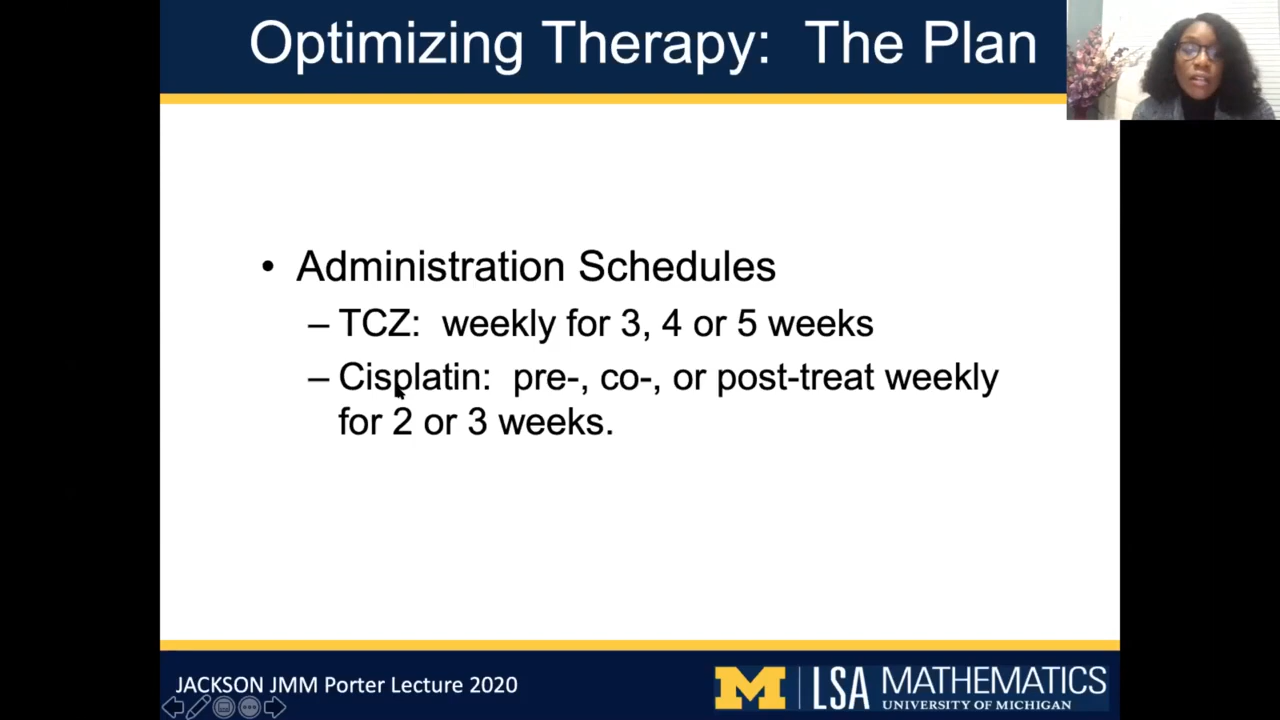 Optimizing Therapy: The Plan
• Administration Schedules
– TCZ: weekly for 3, 4 or 5 weeks
– Cisplatin: pre-, co-, or post-treat weekly
for 2 or 3 weeks.
JACKSON JMM Porter Lecture 2020
M LSA MATHEMATICS
UNIVERSITY OF MICHIGAN